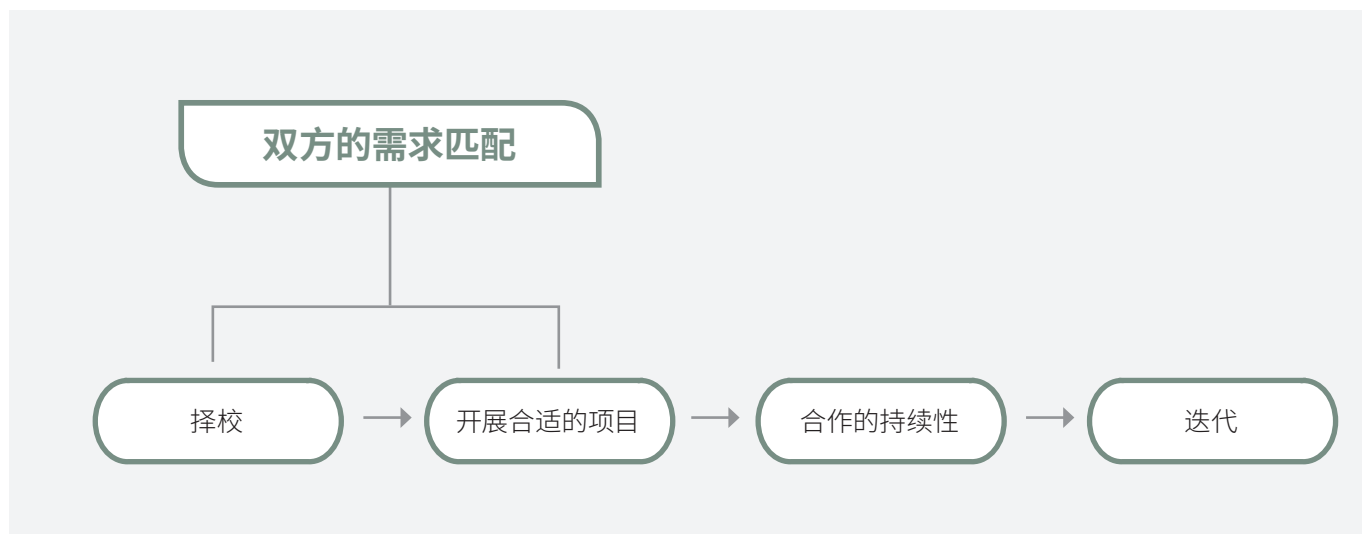 双方的需求匹配
择校
开展合适的项目
合作的持续性
迭代